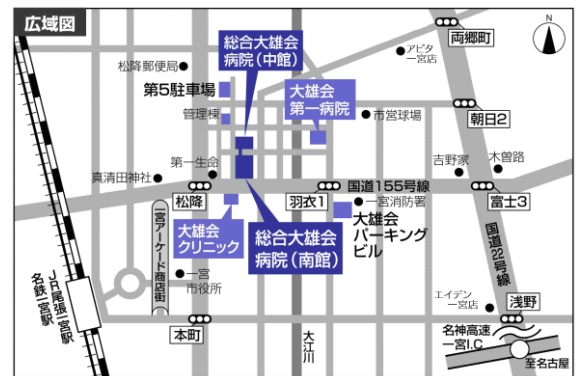 広域図
N
両郷町
アピタ
一宮店
総合大雄会
病院(中館)
松降郵便局
第5駐車場
大雄会
第一病院
管理棟
市営球場
朝日2
第一生命
真清田神社
吉野家
木曽路
松降
国道155号線
羽衣1
富士3
一宮消防署
大雄会
クリニック
総合大雄会
病院(南館)
大雄会
パーキング
ビル
国道22号線
一宮アーケード商店街
一宮
市役所
JR尾張一宮駅
名鉄一宮駅
エイデン
一宮店
浅野
本町
大江川
名神高速
一宮I.C
至名古屋